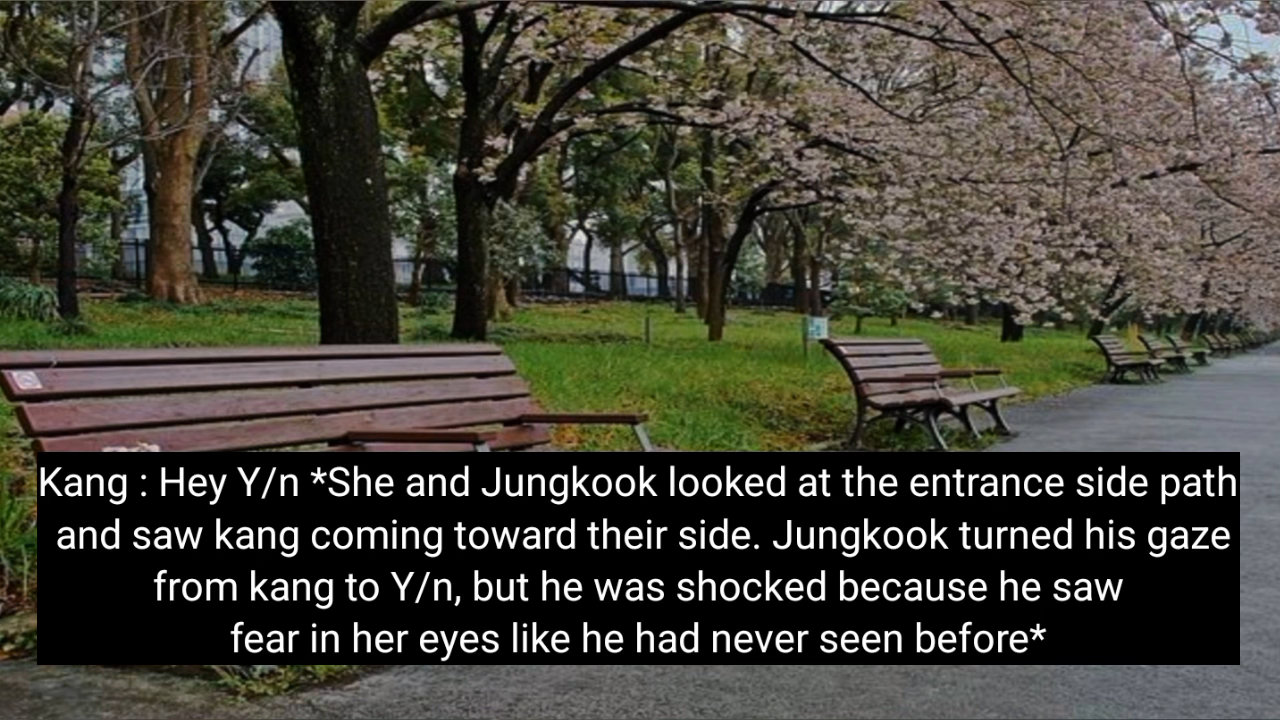 Kang : Hey Y/n *She and Jungkook looked at the entrance side path
and saw kang coming toward their side. Jungkook turned his gaze
from kang to Y/n, but he was shocked because he saw
fear in her eyes like he had never seen before*